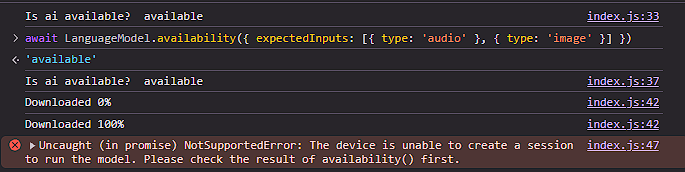 Is ai available?  available index.js:33
> await LanguageModel.availability({ expectedInputs: [{ type: 'audio' }, { type: 'image' }] })
'available'
Is ai available?  available index.js:37
Downloaded 0% index.js:42
Downloaded 100% index.js:42
Uncaught (in promise) NotSupportedError: The device is unable to create a session index.js:47
to run the model. Please check the result of availability() first.